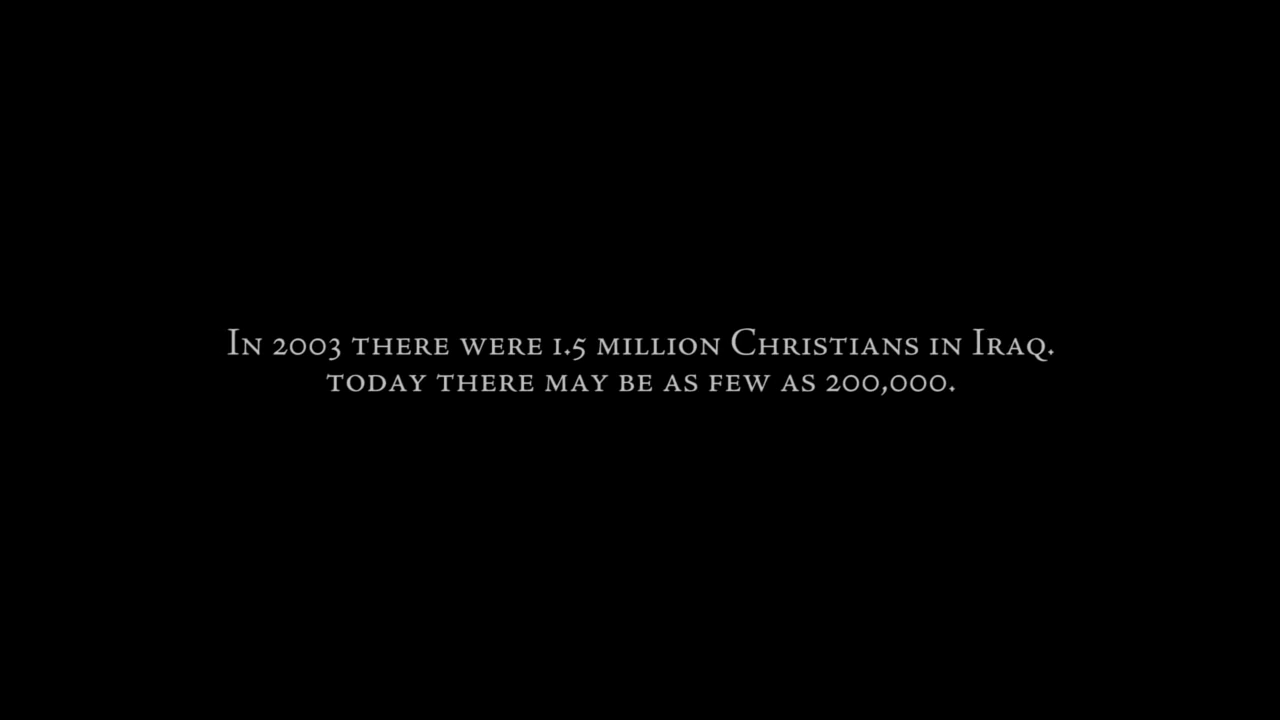 In 2003 there were 1.5 million Christians in Iraq.
today there may be as few as 200,000.